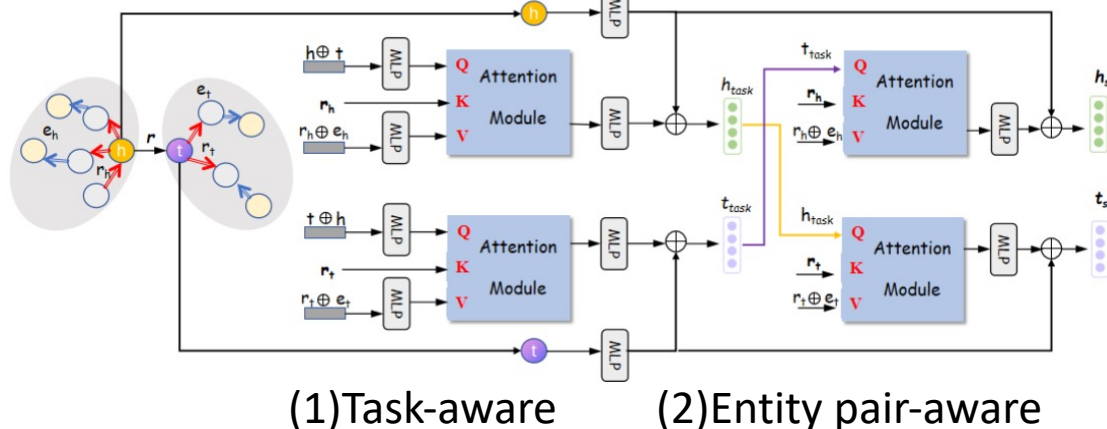 h
MLP
h⊕ t
MLP
Q
Attention
r_h
K
Module
r_h⊕ e_h
MLP
V
MLP
h_task
t_task
Q
Attention
r_h
K
Module
r_h⊕ e_h
V
MLP
e_t
e_h
r
h
t
r_h
r_t
t ⊕ h
MLP
Q
Attention
r_t
K
Module
r_t⊕ e_t
MLP
V
MLP
t_task
h_task
Q
Attention
r_t
K
Module
r_t⊕ e_t
V
MLP
t
MLP
(1)Task-aware
(2)Entity pair-aware